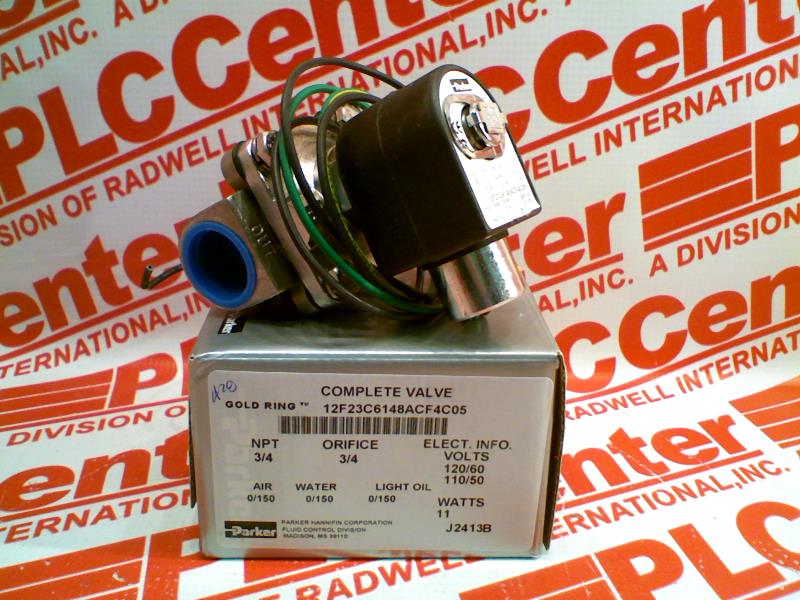 PLCCenter
A DIVISION OF RADWELL INTERNATIONAL, INC.
OUT
Parker
COMPLETE VALVE
GOLD RING™ 12F23C6148ACF4C05
NPT ORIFICE ELECT. INFO.
3/4 3/4 VOLTS
120/60
110/50
AIR WATER LIGHT OIL
0/150 0/150 0/150
WATTS
11
J2413B
Parker
PARKER HANNIFIN CORPORATION
FLUID CONTROL DIVISION
MADISON, MS 39110